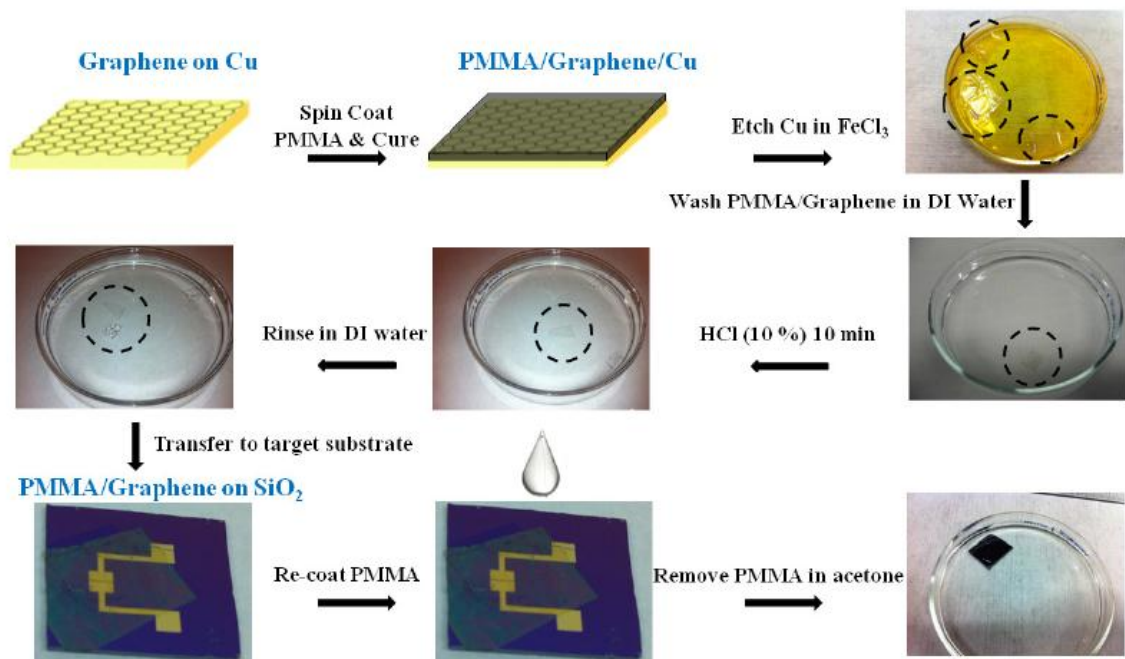 Graphene on Cu
Spin Coat
PMMA & Cure
PMMA/Graphene/Cu
Etch Cu in FeCl₃
Wash PMMA/Graphene in DI Water
HCl (10 %) 10 min
Rinse in DI water
Transfer to target substrate
PMMA/Graphene on SiO₂
Re-coat PMMA
Remove PMMA in acetone